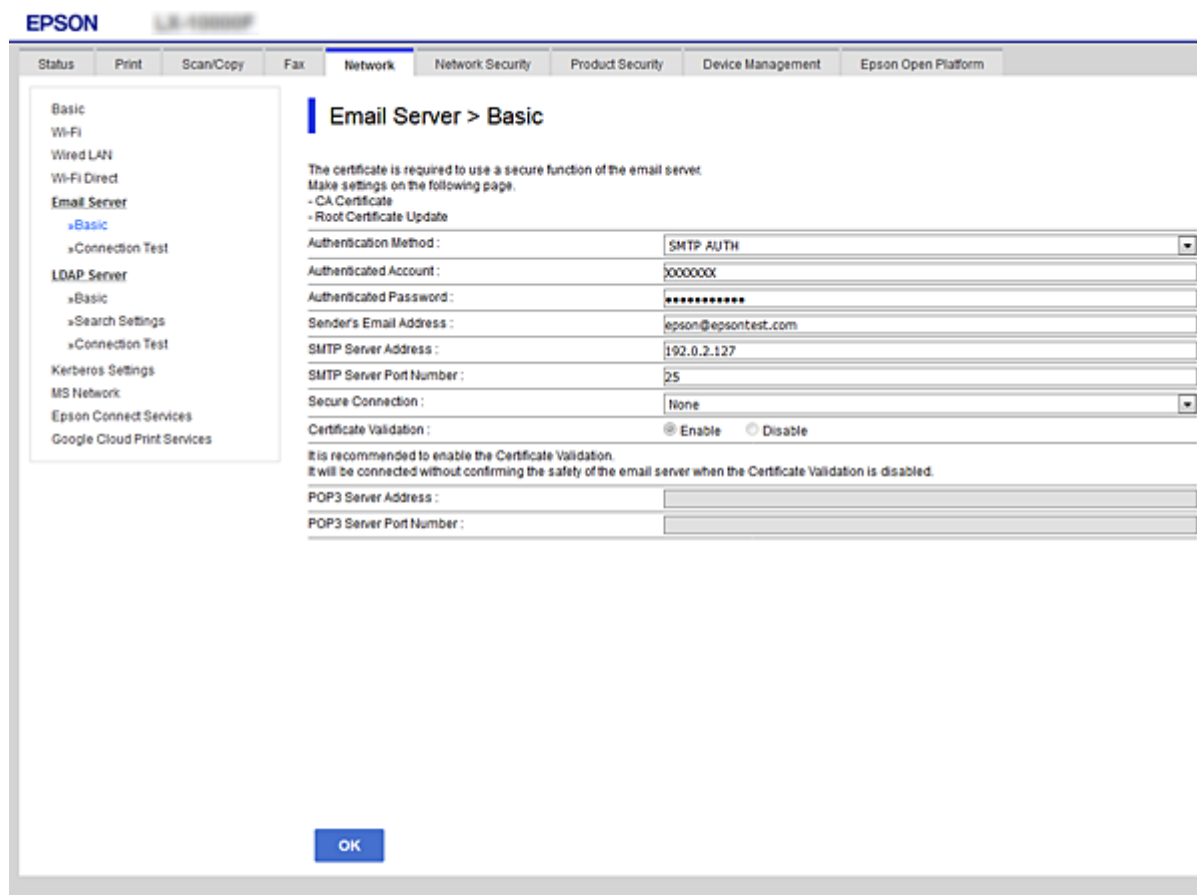 EPSON
Status Print Scan/Copy Fax Network Network Security Product Security Device Management Epson Open Platform
Basic
Wi-Fi
Wired LAN
Wi-Fi Direct
Email Server
»Basic
»Connection Test
LDAP Server
»Basic
»Search Settings
»Connection Test
Kerberos Settings
MS Network
Epson Connect Services
Google Cloud Print Services
Email Server > Basic
The certificate is required to use a secure function of the email server.
Make settings on the following page.
- CA Certificate
- Root Certificate Update
Authentication Method : SMTP AUTH
Authenticated Account : XXXXXXX
Authenticated Password : •••••••••••
Sender's Email Address : epson@epsontest.com
SMTP Server Address : 192.0.2.127
SMTP Server Port Number : 25
Secure Connection : None
Certificate Validation : Enable Disable
It is recommended to enable the Certificate Validation.
It will be connected without confirming the safety of the email server when the Certificate Validation is disabled.
POP3 Server Address :
POP3 Server Port Number :
OK